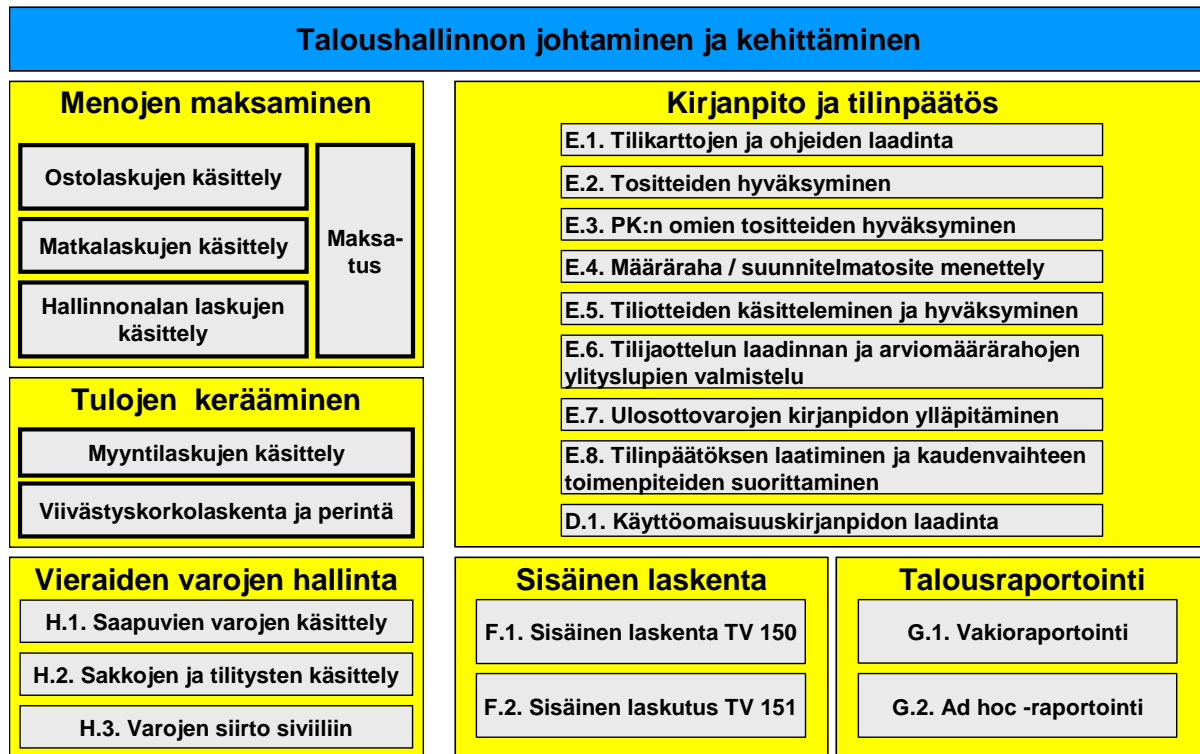 Taloushallinnon johtaminen ja kehittäminen
Menojen maksaminen
Ostolaskujen käsittely
Matkalaskujen käsittely
Hallinnonalan laskujen
käsittely
Maksa-
tus
Tulojen kerääminen
Myyntilaskujen käsittely
Viivästyskorkolaskenta ja perintä
Vieraiden varojen hallinta
H.1. Saapuvien varojen käsittely
H.2. Sakkojen ja tilitysten käsittely
H.3. Varojen siirto siviiliin
Kirjanpito ja tilinpäätös
E.1. Tilikarttojen ja ohjeiden laadinta
E.2. Tositteiden hyväksyminen
E.3. PK:n omien tositteiden hyväksyminen
E.4. Määräraha / suunnitelmatosite menettely
E.5. Tiliotteiden käsitteleminen ja hyväksyminen
E.6. Tilijaottelun laadinnan ja arviomäärärahojen
ylityslupien valmistelu
E.7. Ulosottovarojen kirjanpidon ylläpitäminen
E.8. Tilinpäätöksen laatiminen ja kaudenvaihteen
toimenpiteiden suorittaminen
D.1. Käyttöomaisuuskirjanpidon laadinta
Sisäinen laskenta
F.1. Sisäinen laskenta TV 150
F.2. Sisäinen laskutus TV 151
Talousraportointi
G.1. Vakioraportointi
G.2. Ad hoc -raportointi